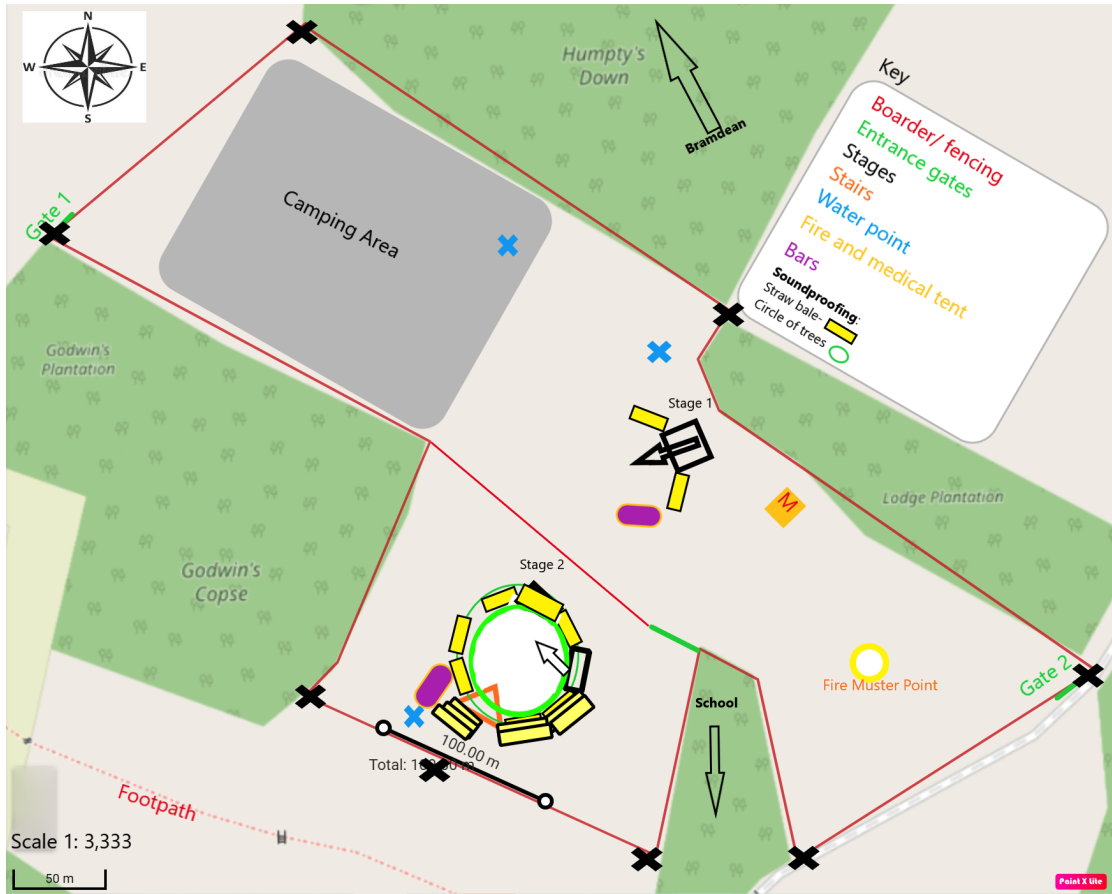 N
W E
S
Humpty's
Down
Bramdean
Key
Boarder/ fencing
Entrance gates
Stages
Stairs
Water point
Fire and medical tent
Bars
Soundproofing:
Straw bale-
Circle of trees
Gate 1
Camping Area
Godwin's
Plantation
Stage 1
M
Lodge Plantation
Godwin's
Copse
Stage 2
Fire Muster Point
Gate 2
School
100.00 m
Total: 100.00 m
Footpath
Scale 1: 3,333
50 m
Paint X Lite